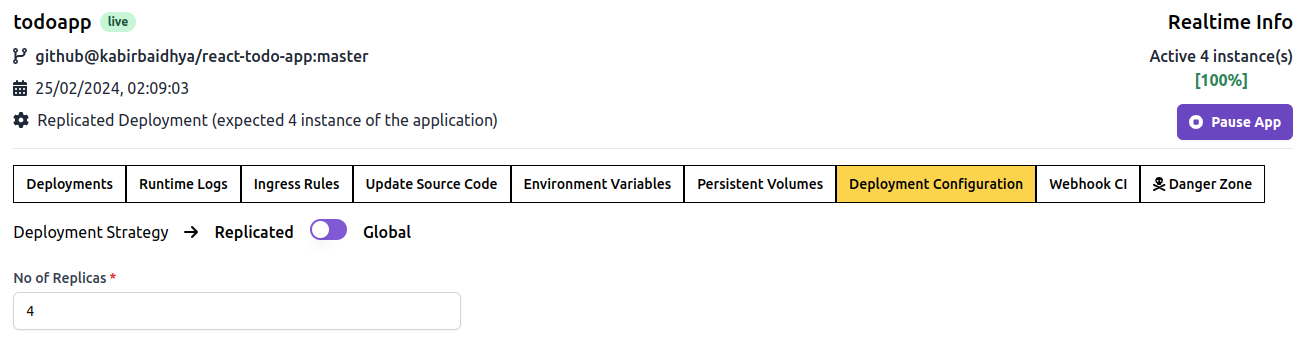 todoapp live
Realtime Info
github@kabirbaidhya/react-todo-app:master
Active 4 instance(s)
[100%]
25/02/2024, 02:09:03
Replicated Deployment (expected 4 instance of the application)
Pause App
Deployments Runtime Logs Ingress Rules Update Source Code Environment Variables Persistent Volumes Deployment Configuration Webhook CI Danger Zone
Deployment Strategy → Replicated Global
No of Replicas *
4